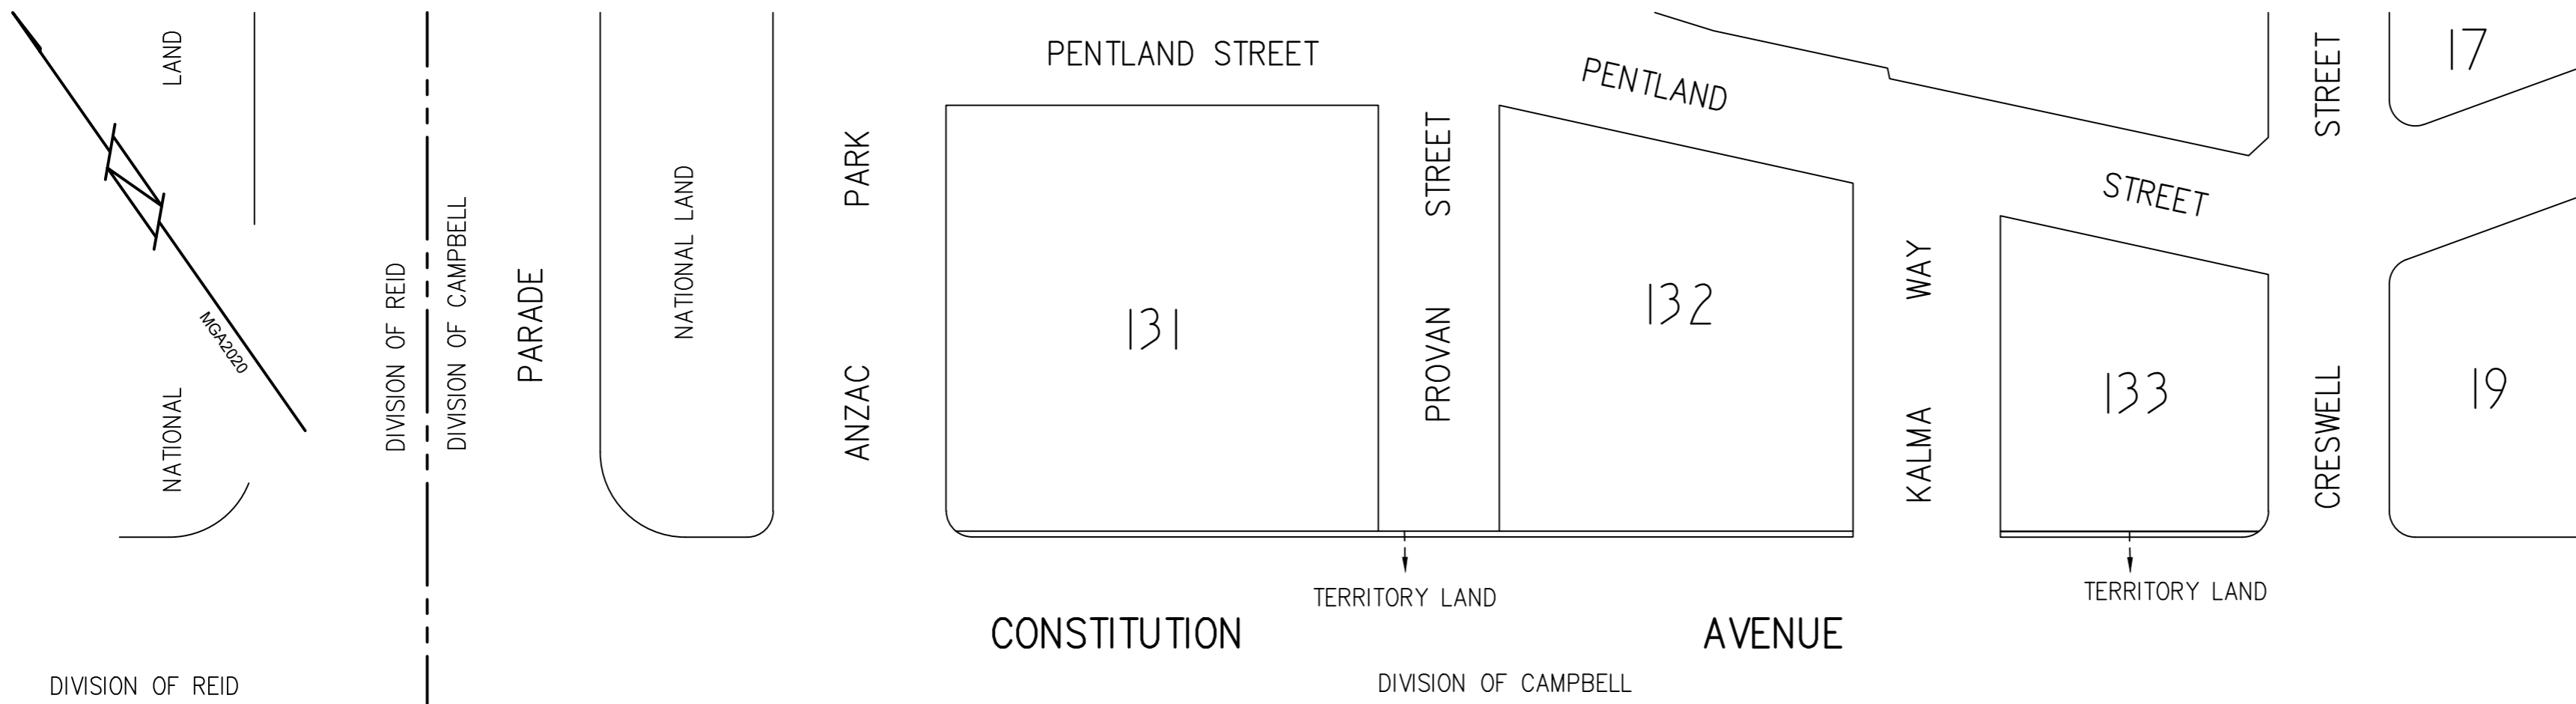 LAND
NATIONAL
MGA2020
DIVISION OF REID
DIVISION OF CAMPBELL
PARADE
NATIONAL LAND
ANZAC PARK
PENTLAND STREET
131
PROVAN STREET
PENTLAND STREET
132
KALMA WAY
133
CRESWELL STREET
17
19
TERRITORY LAND
TERRITORY LAND
CONSTITUTION AVENUE
DIVISION OF REID
DIVISION OF CAMPBELL